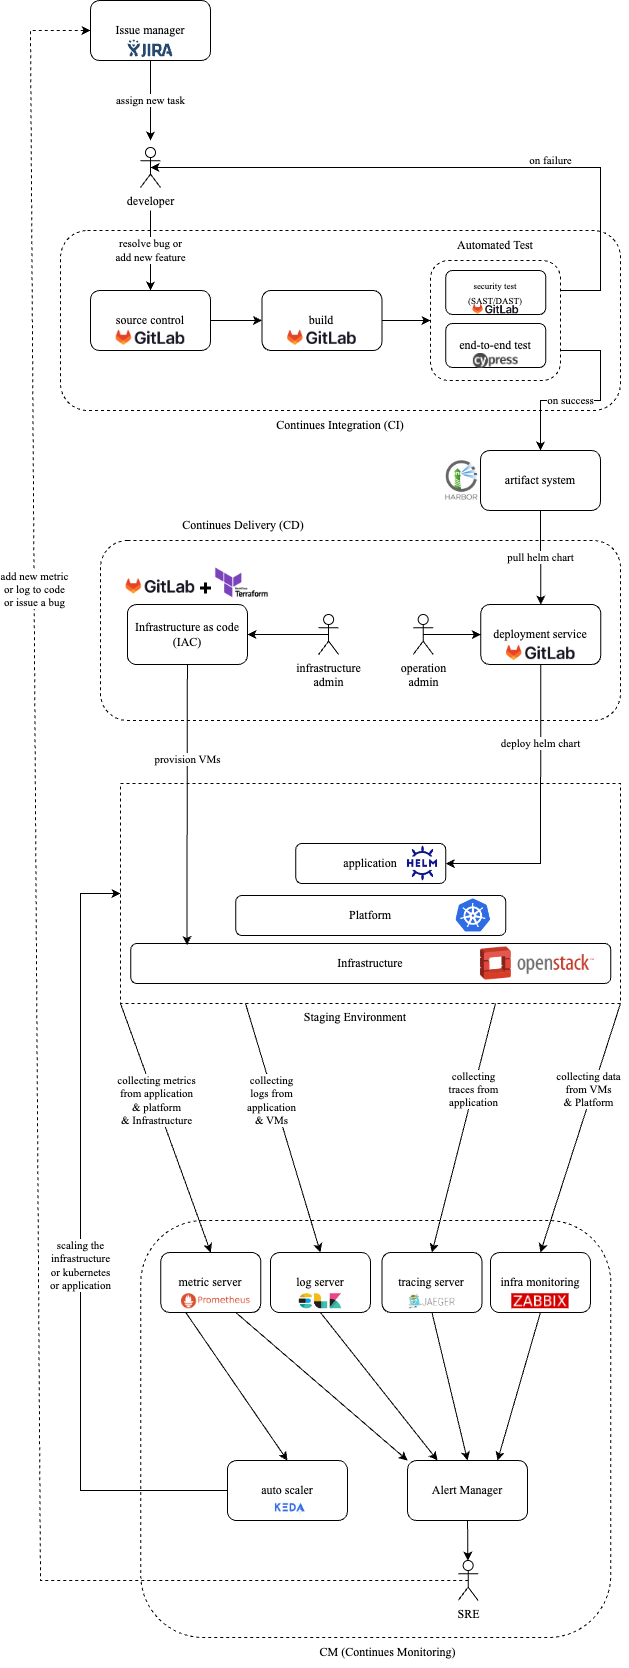 Issue manager
JIRA
assign new task
on failure
developer
resolve bug or
add new feature
Automated Test
security test
(SAST/DAST)
GitLab
source control
GitLab
build
GitLab
end-to-end test
cypress
on success
Continues Integration (CI)
artifact system
HARBOR
Continues Delivery (CD)
pull helm chart
add new metric
or log to code
or issue a bug
GitLab + HashiCorp
Terraform
Infrastructure as code
(IAC)
infrastructure
admin
operation
admin
deployment service
GitLab
deploy helm chart
provision VMs
application
HELM
Platform
Infrastructure
openstack™
Staging Environment
collecting metrics
from application
& platform
& Infrastructure
collecting
logs from
application
& VMs
collecting
traces from
application
collecting data
from VMs
& Platform
scaling the
infrastructure
or kubernetes
or application
metric server
Prometheus
log server
tracing server
JAEGER
infra monitoring
ZABBIX
auto scaler
KEDA
Alert Manager
SRE
CM (Continues Monitoring)